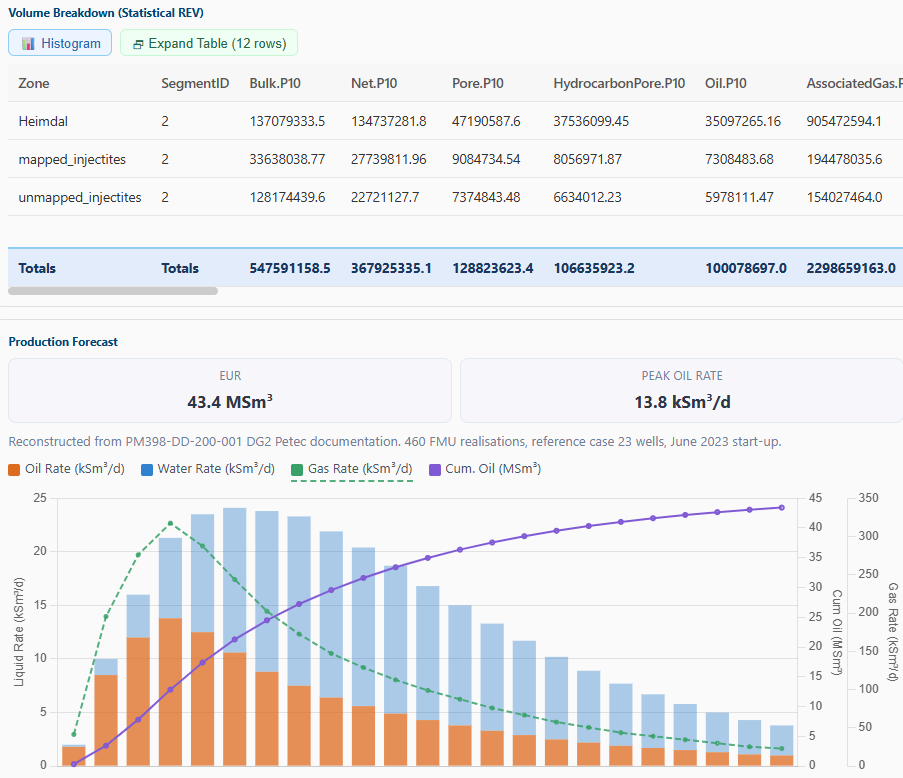 Volume Breakdown (Statistical REV)
Histogram Expand Table (12 rows)
Zone SegmentID Bulk.P10 Net.P10 Pore.P10 HydrocarbonPore.P10 Oil.P10 AssociatedGas.P
Heimdal 2 137079333.5 134737281.8 47190587.6 37536099.45 35097265.16 905472594.1
mapped_injectites 2 33638038.77 27739811.96 9084734.54 8056971.87 7308483.68 194478035.6
unmapped_injectites 2 128174439.6 22721127.7 7374843.48 6634012.23 5978111.47 154027464.0
Totals Totals 547591158.5 367925335.1 128823623.4 106635923.2 100078697.0 2298659163.0
Production Forecast
EUR
43.4 MSm³
PEAK OIL RATE
13.8 kSm³/d
Reconstructed from PM398-DD-200-001 DG2 Petec documentation. 460 FMU realisations, reference case 23 wells, June 2023 start-up.
Oil Rate (kSm³/d) Water Rate (kSm³/d) Gas Rate (kSm³/d) Cum. Oil (MSm³)
Liquid Rate (kSm³/d)
25
20
15
10
5
0
45
40
35
30
25
20
15
10
5
0
Cum Oil (MSm³)
350
300
250
200
150
100
50
0
Gas Rate (kSm³/d)